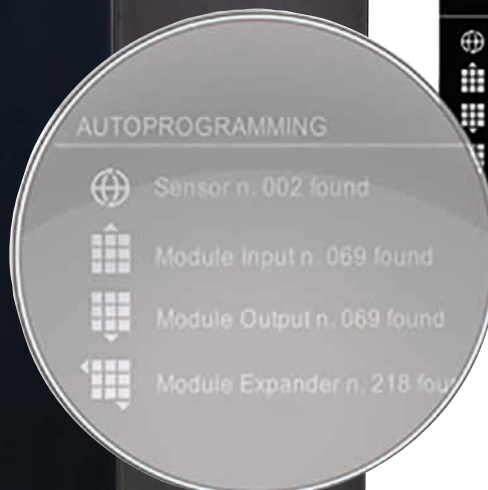 AUTOPROGRAMMING
Sensor n. 002 found
Module Input n. 069 found
Module Output n. 069 found
Module Expander n. 218 fou